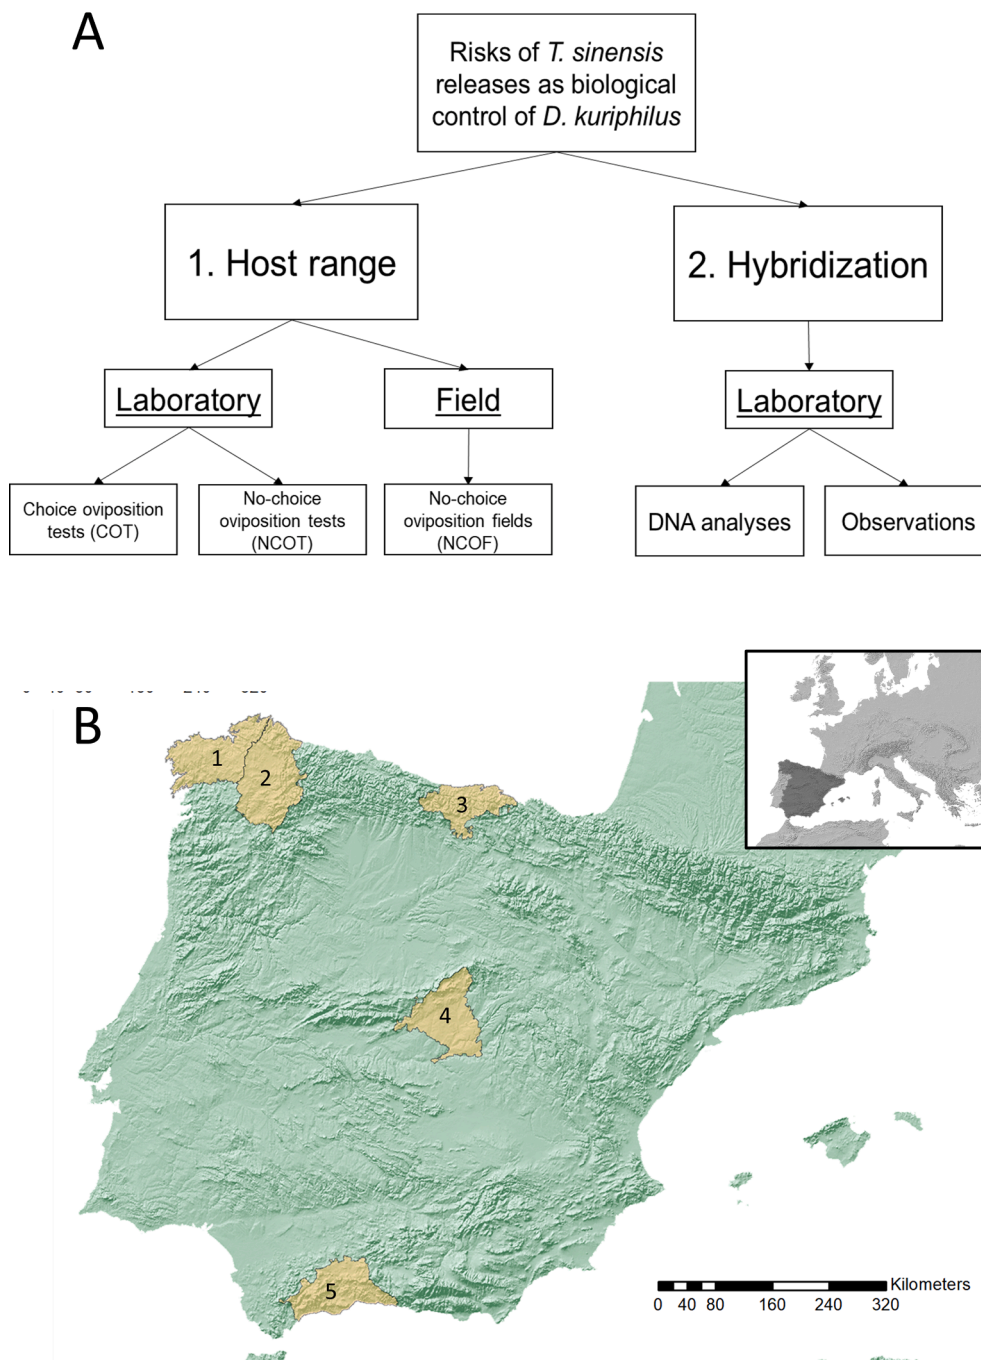 A
Risks of T. sinensis
releases as biological
control of D. kuriphilus
1. Host range
2. Hybridization
Laboratory
Field
Laboratory
Choice oviposition
tests (COT)
No-choice
oviposition tests
(NCOT)
No-choice
oviposition fields
(NCOF)
DNA analyses
Observations
B
1
2
3
4
5
Kilometers
0 40 80 160 240 320